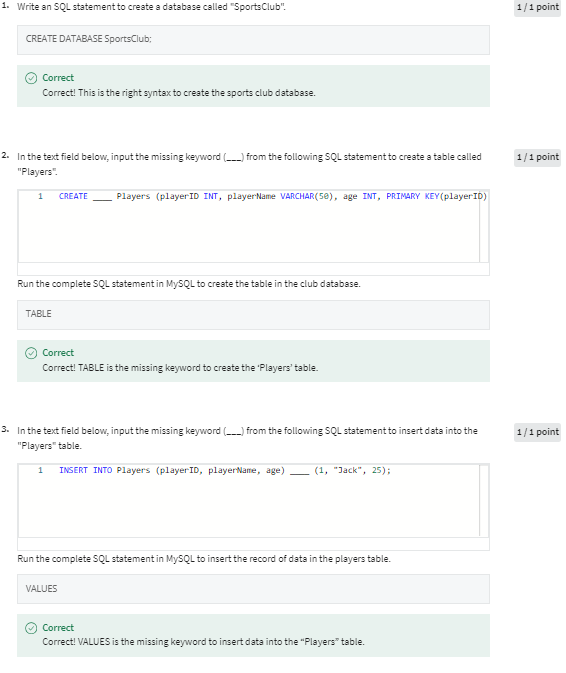 1. Write an SQL statement to create a database called "SportsClub". 1 / 1 point
CREATE DATABASE SportsClub;
Correct
Correct! This is the right syntax to create the sports club database.
2. In the text field below, input the missing keyword (___) from the following SQL statement to create a table called 1 / 1 point
"Players".
1 CREATE ____ Players (playerID INT, playerName VARCHAR(50), age INT, PRIMARY KEY(playerID)
Run the complete SQL statement in MySQL to create the table in the club database.
TABLE
Correct
Correct! TABLE is the missing keyword to create the 'Players' table.
3. In the text field below, input the missing keyword (___) from the following SQL statement to insert data into the 1 / 1 point
"Players" table.
1 INSERT INTO Players (playerID, playerName, age) ____ (1, "Jack", 25);
Run the complete SQL statement in MySQL to insert the record of data in the players table.
VALUES
Correct
Correct! VALUES is the missing keyword to insert data into the “Players” table.